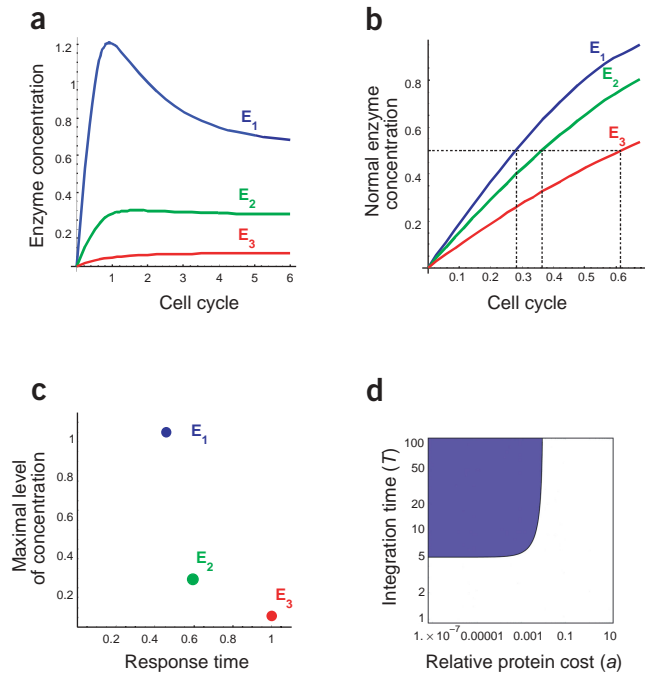 a
Enzyme concentration
1.2
1
0.8
0.6
0.4
0.2
E1
E2
E3
1 2 3 4 5 6
Cell cycle
b
Normal enzyme
concentration
0.8
0.6
0.4
0.2
E1
E2
E3
0.1 0.2 0.3 0.4 0.5 0.6
Cell cycle
c
Maximal level
of concentration
1
0.8
0.6
0.4
0.2
E1
E2
E3
0.2 0.4 0.6 0.8 1
Response time
d
Integration time (T)
100
50
20
10
5
2
1
1. × 10−7 0.00001 0.001 0.1 10
Relative protein cost (a)